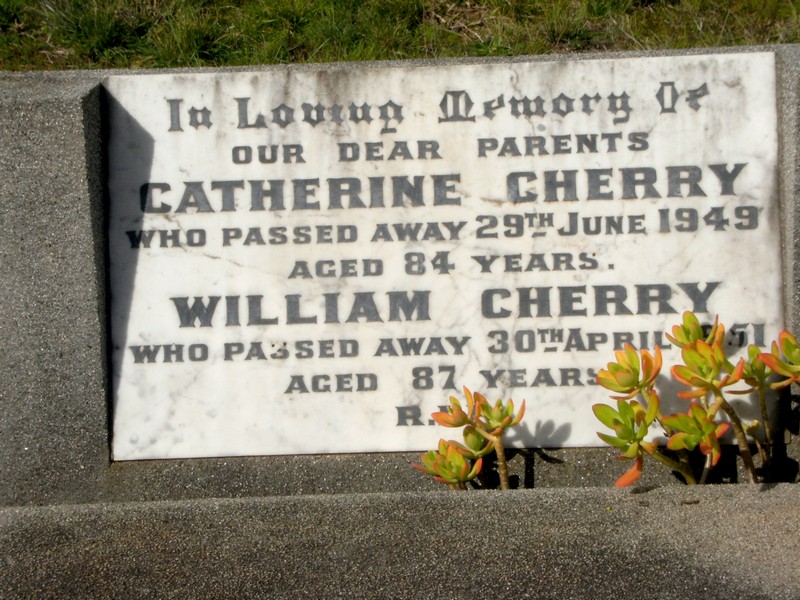 In Loving Memory Of
OUR DEAR PARENTS
CATHERINE CHERRY
WHO PASSED AWAY 29TH JUNE 1949
AGED 84 YEARS.
WILLIAM CHERRY
WHO PASSED AWAY 30TH APRIL
AGED 87 YEARS